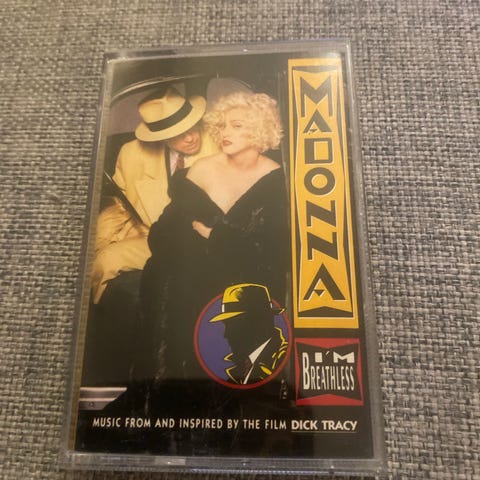 MADONNA
I'M
BREATHLESS
MUSIC FROM AND INSPIRED BY THE FILM DICK TRACY